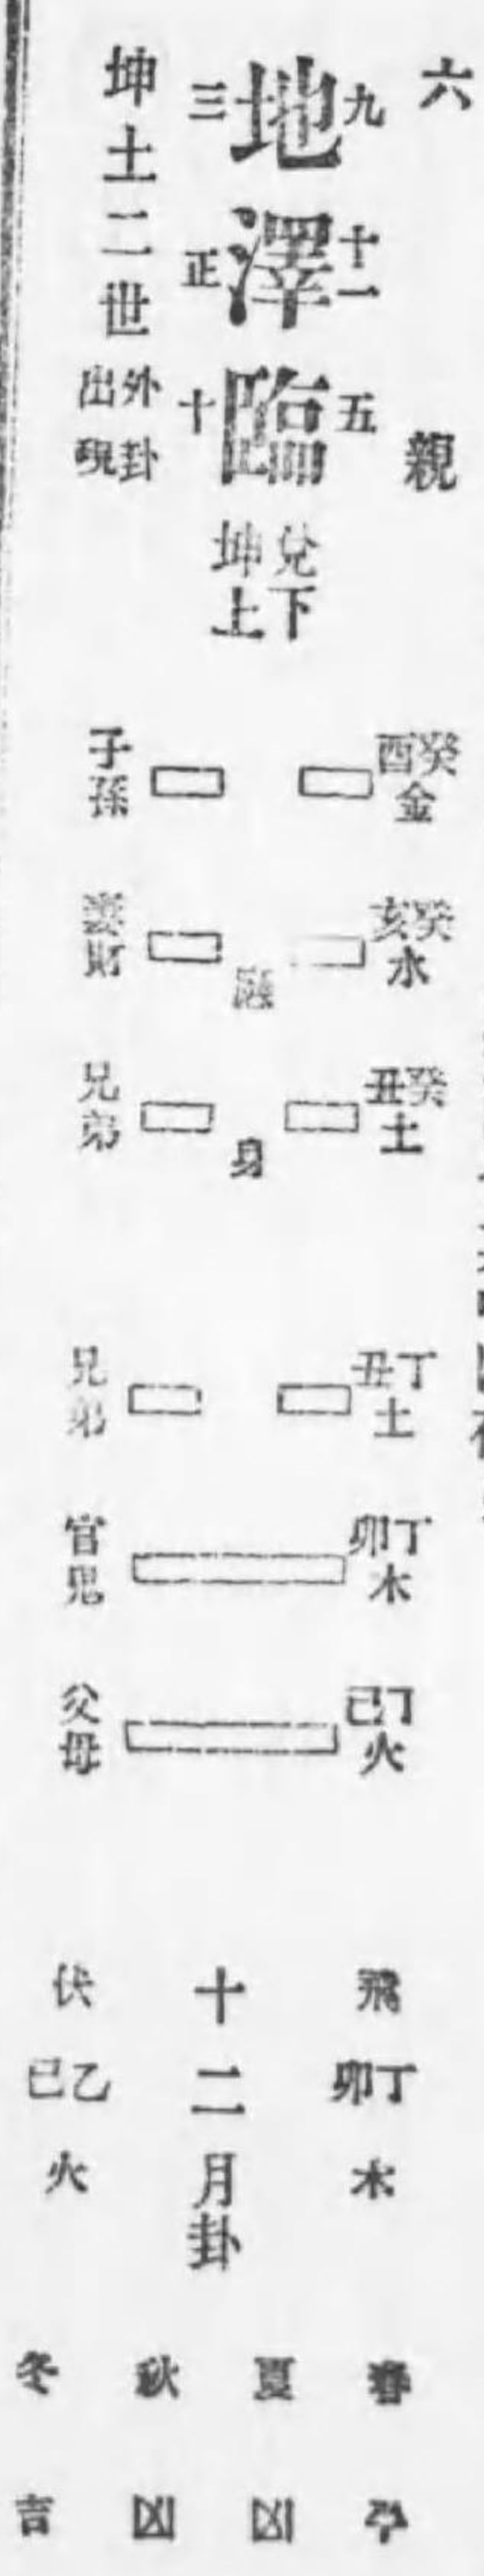 六親
九 十一 五
地澤臨
三 正 十
兌下
坤上
坤土二世
外卦
出現
癸酉金 子孫
癸亥水 應 妻財
癸丑土 身 兄弟
丁丑土 兄弟
丁卯木 官鬼
丁巳火 父母
飛 丁卯 木
十二月卦
伏 乙巳 火
春 夏 秋 冬
凶 凶 吉